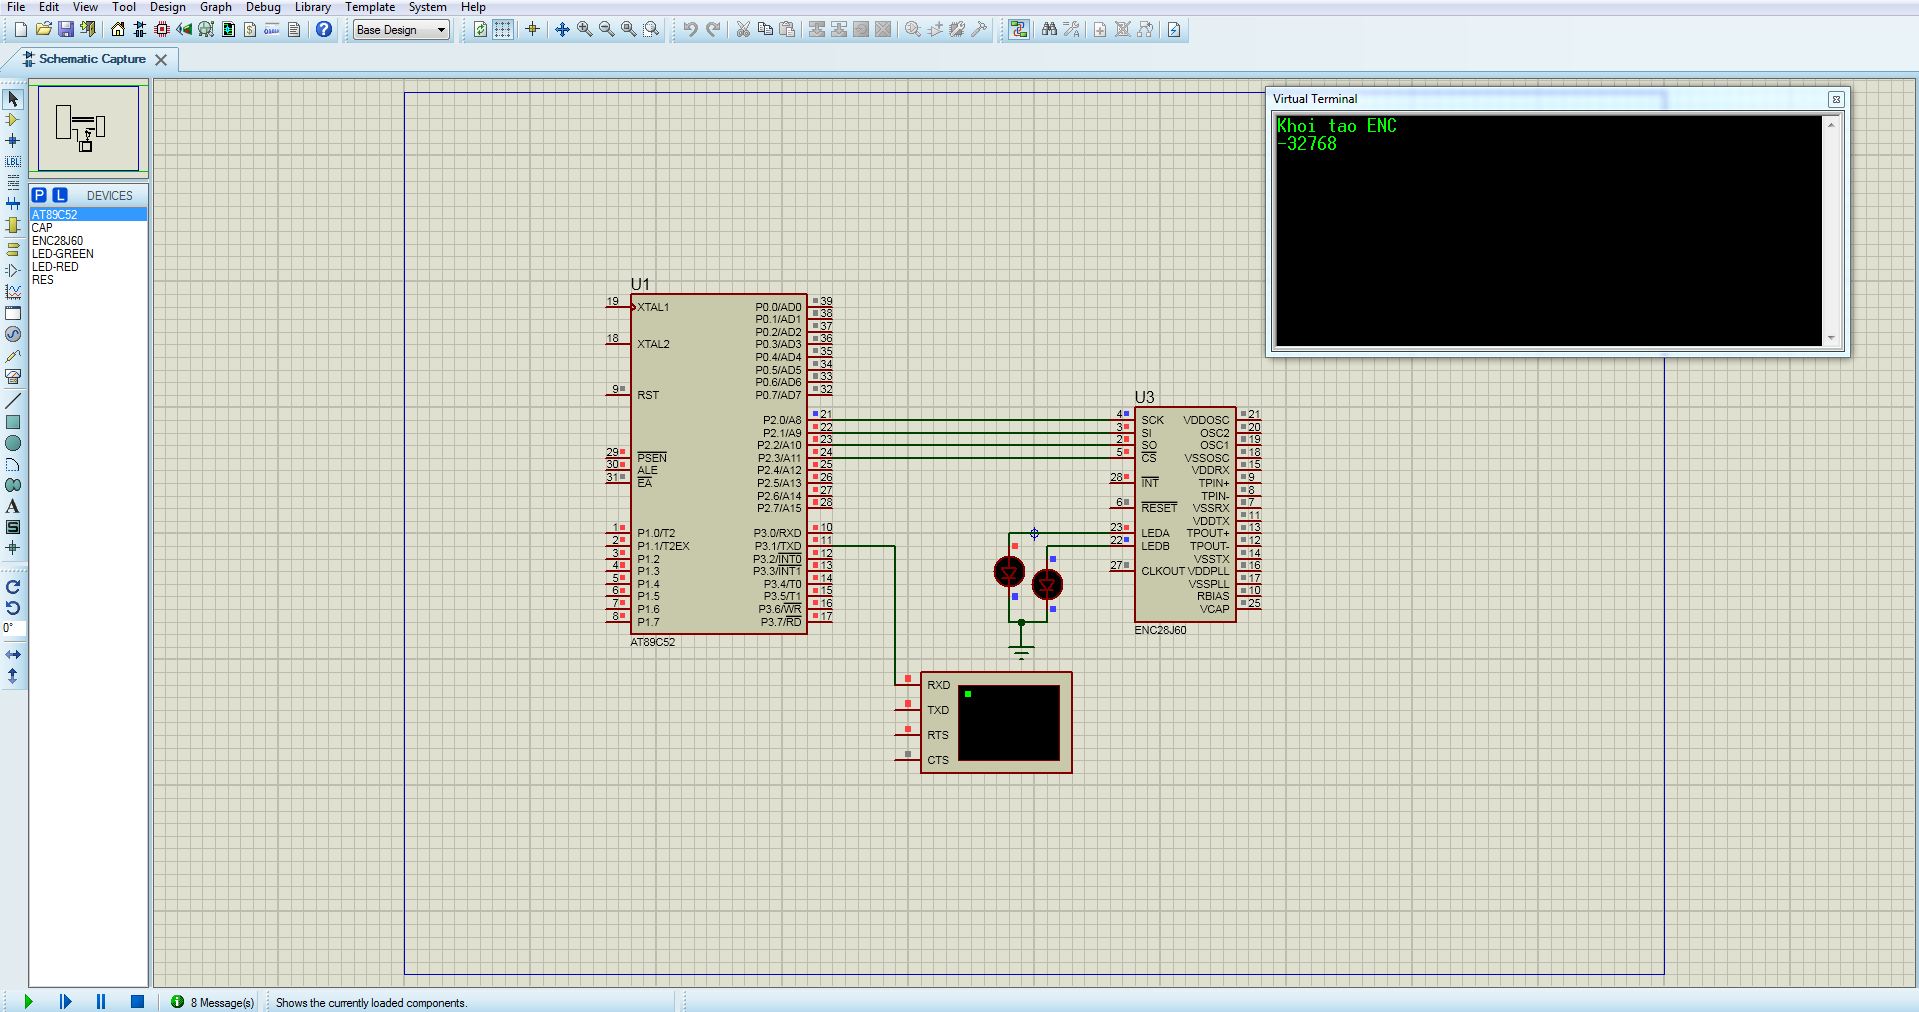 File Edit View Tool Design Graph Debug Library Template System Help
Base Design
Schematic Capture
Virtual Terminal
Khoi tao ENC
-32768
P L DEVICES
AT89C52
CAP
ENC28J60
LED-GREEN
LED-RED
RES
LBL
A
S
0°
U1
19 XTAL1
18 XTAL2
9 RST
29 PSEN
30 ALE
31 EA
1 P1.0/T2
2 P1.1/T2EX
3 P1.2
4 P1.3
5 P1.4
6 P1.5
7 P1.6
8 P1.7
P0.0/AD0 39
P0.1/AD1 38
P0.2/AD2 37
P0.3/AD3 36
P0.4/AD4 35
P0.5/AD5 34
P0.6/AD6 33
P0.7/AD7 32
P2.0/A8 21
P2.1/A9 22
P2.2/A10 23
P2.3/A11 24
P2.4/A12 25
P2.5/A13 26
P2.6/A14 27
P2.7/A15 28
P3.0/RXD 10
P3.1/TXD 11
P3.2/INT0 12
P3.3/INT1 13
P3.4/T0 14
P3.5/T1 15
P3.6/WR 16
P3.7/RD 17
AT89C52
U3
4 SCK
3 SI
2 SO
5 CS
28 INT
6 RESET
23 LEDA
22 LEDB
27 CLKOUT
VDDOSC 21
OSC2 20
OSC1 19
VSSOSC 18
VDDRX 15
TPIN+ 9
TPIN- 8
VSSRX 7
VDDTX 11
TPOUT+ 13
TPOUT- 12
VSSTX 14
VDDPLL 16
VSSPLL 17
RBIAS 10
VCAP 25
ENC28J60
RXD
TXD
RTS
CTS
8 Message(s) Shows the currently loaded components.